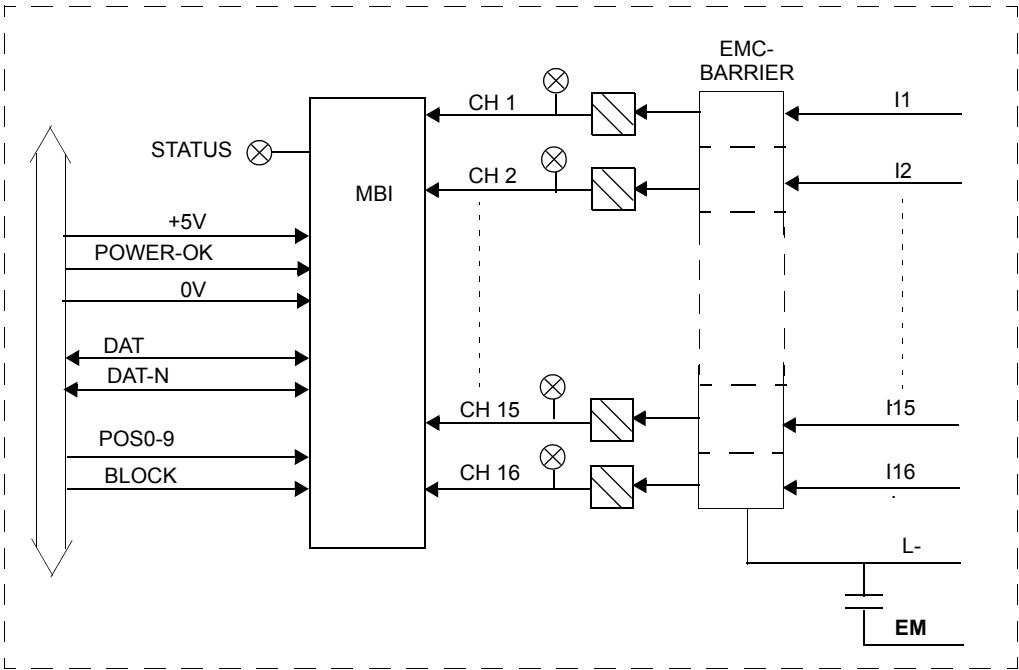 EMC-
BARRIER
CH 1
I1
STATUS
CH 2
I2
MBI
+5V
POWER-OK
0V
DAT
DAT-N
CH 15
I15
POS0-9
BLOCK
CH 16
I16
L-
EM